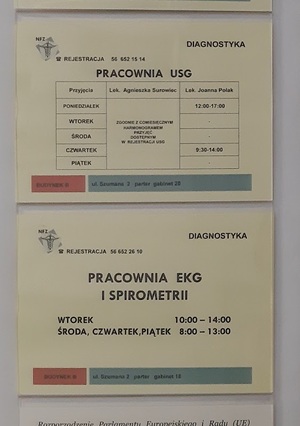 NFZ
DIAGNOSTYKA
☎ REJESTRACJA 56 652 15 14
PRACOWNIA USG
Przyjęcia Lek. Agnieszka Surowiec Lek. Joanna Polak
PONIEDZIAŁEK 12:00-17:00
WTOREK -
ŚRODA -
CZWARTEK 9:30-14:00
PIĄTEK
ZGODNIE Z COMIESIĘCZNYM
HARMONOGRAMEM
PRZYJĘĆ
DOSTĘPNYM
W REJESTRACJI USG
BUDYNEK B ul. Szumana 2 parter gabinet 25
NFZ
DIAGNOSTYKA
☎ REJESTRACJA 56 652 26 10
PRACOWNIA EKG
I SPIROMETRII
WTOREK 10:00 – 14:00
ŚRODA, CZWARTEK,PIĄTEK 8:00 – 13:00
BUDYNEK B ul. Szumana 2 parter gabinet
Rozporządzenie Parlamentu Europejskiego i Rady (UE)